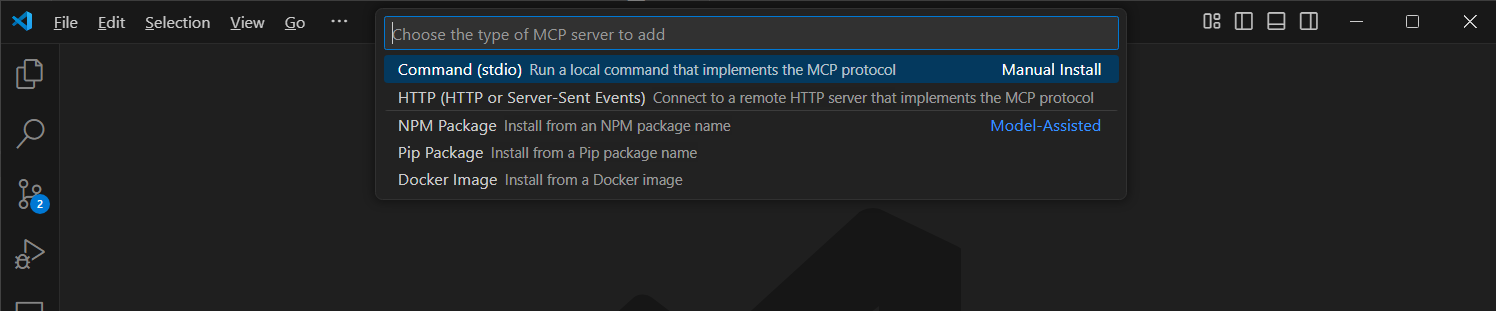 File Edit Selection View Go ···
Choose the type of MCP server to add
Command (stdio) Run a local command that implements the MCP protocol Manual Install
HTTP (HTTP or Server-Sent Events) Connect to a remote HTTP server that implements the MCP protocol
NPM Package Install from an NPM package name Model-Assisted
Pip Package Install from a Pip package name
Docker Image Install from a Docker image
2